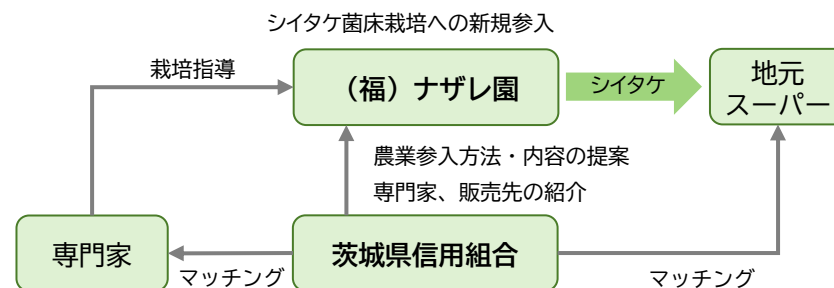 シイタケ菌床栽培への新規参入
栽培指導
（福）ナザレ園
シイタケ
地元
スーパー
農業参入方法・内容の提案
専門家、販売先の紹介
専門家
マッチング
茨城県信用組合
マッチング